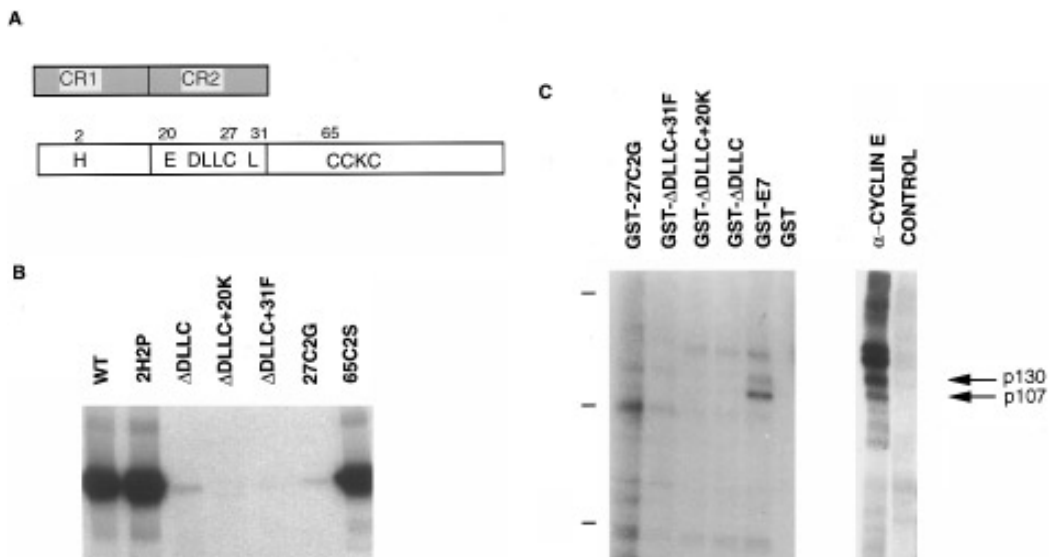 A
CR1 CR2
2 20 27 31 65
H E DLLC L CCKC
B
WT
2H2P
ΔDLLC
ΔDLLC+20K
ΔDLLC+31F
27C2G
65C2S
C
GST-27C2G
GST-ΔDLLC+31F
GST-ΔDLLC+20K
GST-ΔDLLC
GST-E7
GST
α-CYCLIN E
CONTROL
p130
p107